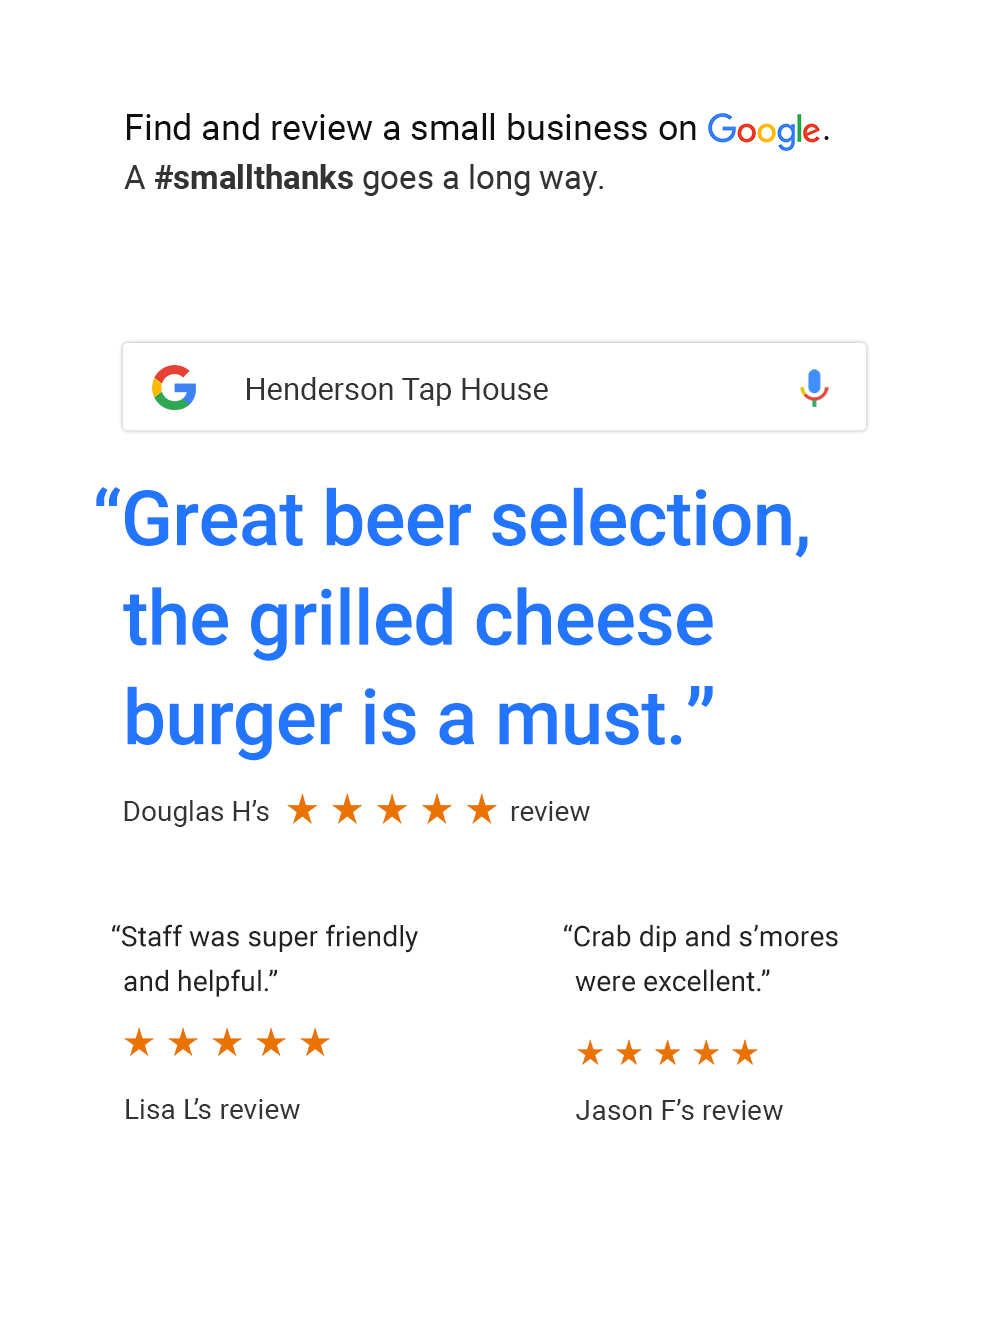 Find and review a small business on Google.
A #smallthanks goes a long way.
Henderson Tap House
“Great beer selection,
the grilled cheese
burger is a must.”
Douglas H’s ★ ★ ★ ★ ★ review
“Staff was super friendly
and helpful.”
★ ★ ★ ★ ★
Lisa L’s review
“Crab dip and s’mores
were excellent.”
★ ★ ★ ★ ★
Jason F’s review